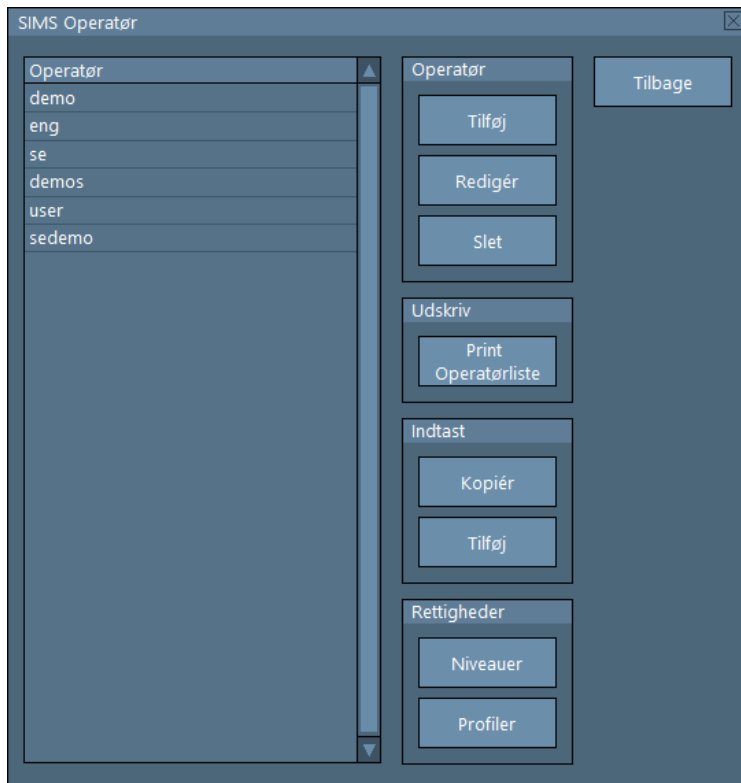 SIMS Operatør
Operatør
demo
eng
se
demos
user
sedemo
Operatør
Tilføj
Redigér
Slet
Udskriv
Print
Operatørliste
Indtast
Kopiér
Tilføj
Rettigheder
Niveauer
Profiler
Tilbage